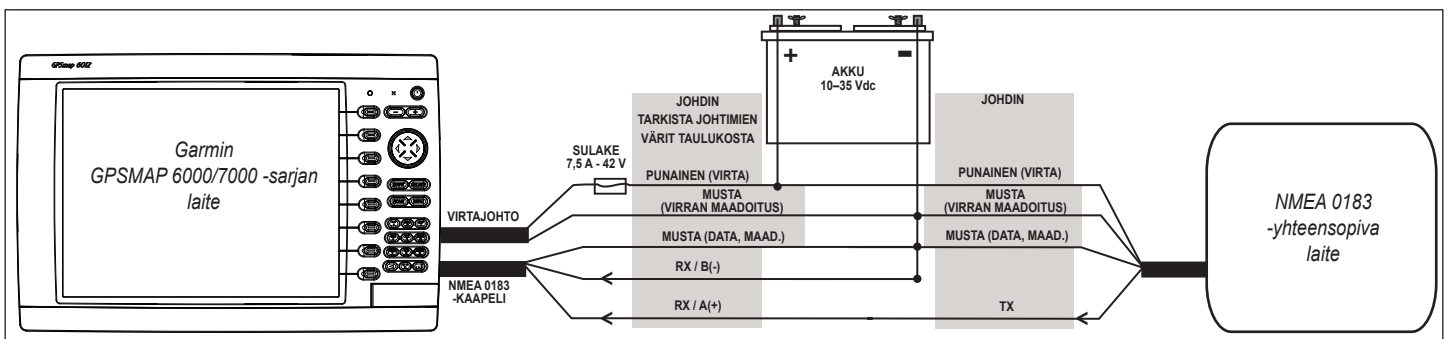 GPSmap 6012
Garmin
GPSMAP 6000/7000 -sarjan
laite
VIRTAJOHTO
NMEA 0183
-KAAPELI
SULAKE
7,5 A - 42 V
JOHDIN
TARKISTA JOHTIMIEN
VÄRIT TAULUKOSTA
PUNAINEN (VIRTA)
MUSTA
(VIRRAN MAADOITUS)
MUSTA (DATA, MAAD.)
RX / B(-)
RX / A(+)
+
-
AKKU
10–35 Vdc
JOHDIN
PUNAINEN (VIRTA)
MUSTA
(VIRRAN MAADOITUS)
MUSTA (DATA, MAAD.)
TX
NMEA 0183
-yhteensopiva
laite